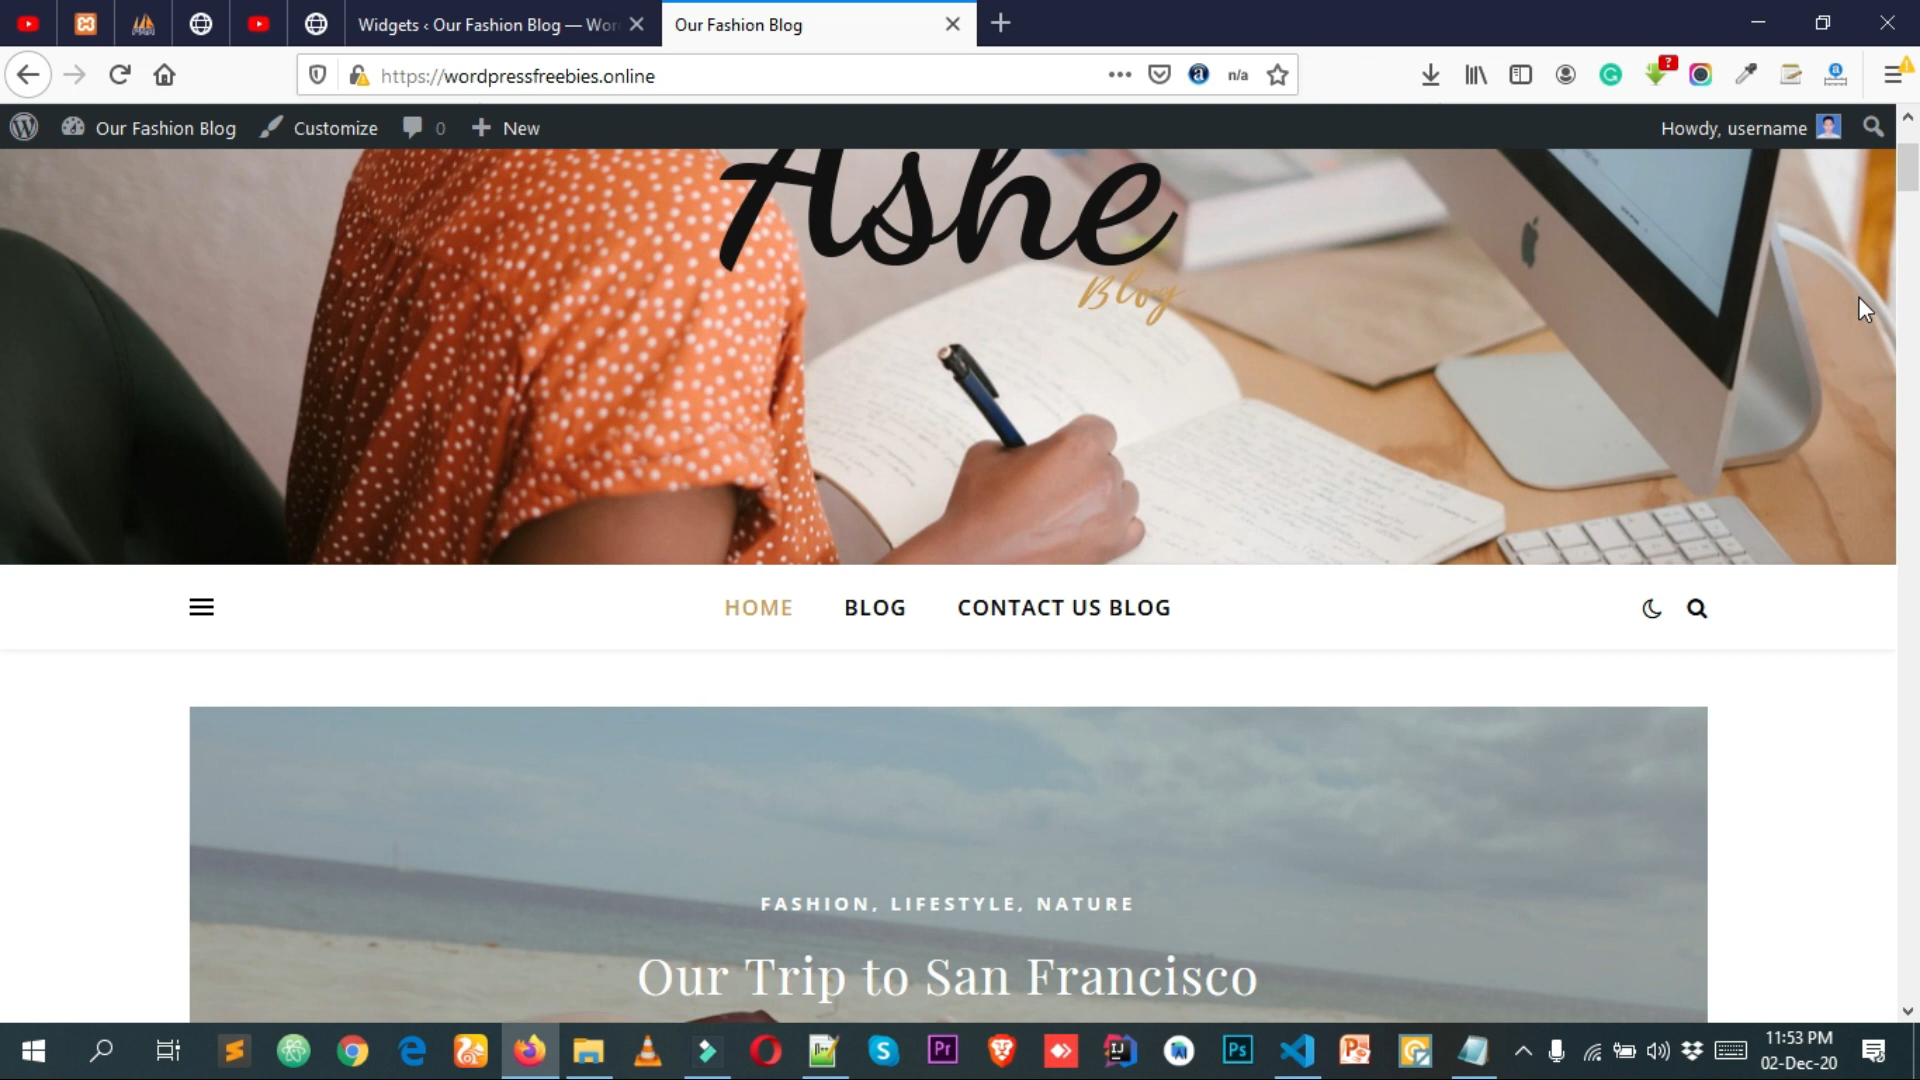 Widgets ‹ Our Fashion Blog — Wor
Our Fashion Blog
https://wordpressfreebies.online
n/a
?
Our Fashion Blog
Customize
0
New
Howdy, username
Ashe
Blog
HOME
BLOG
CONTACT US BLOG
FASHION, LIFESTYLE, NATURE
Our Trip to San Francisco
Pr
Ps
11:53 PM
02-Dec-20